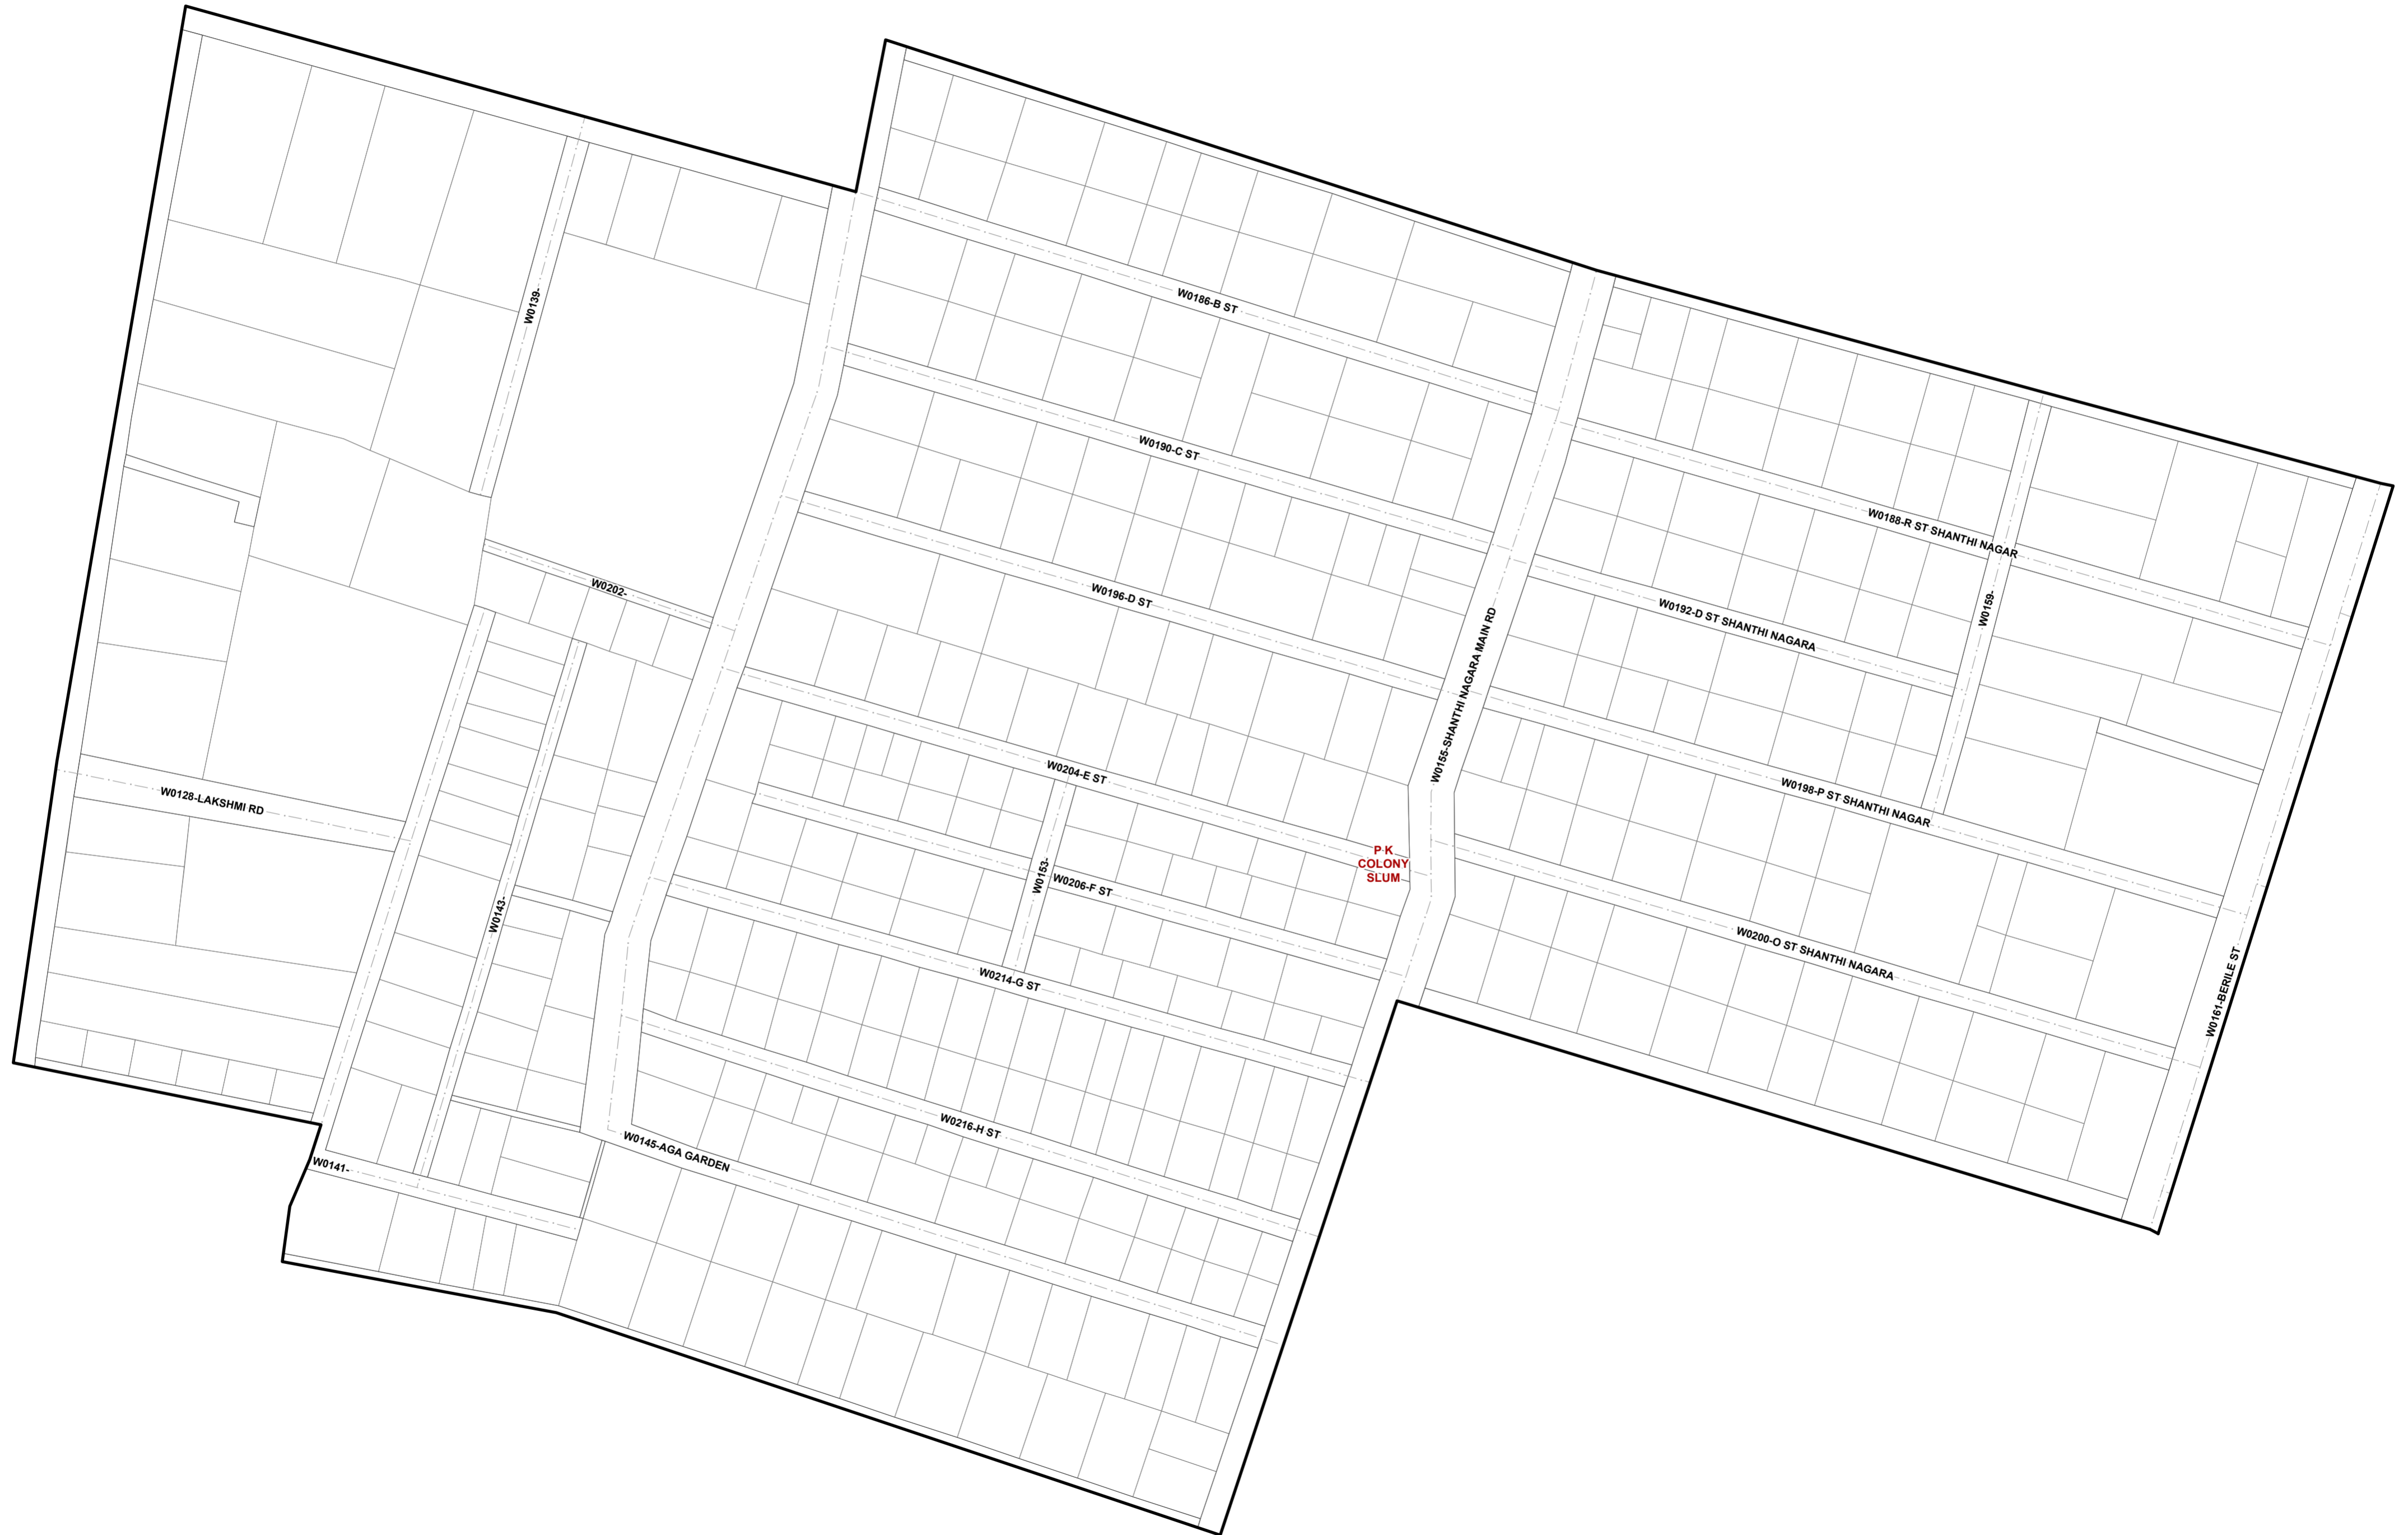 W0139-
W0186-B ST
W0190-C ST
W0188-R ST SHANTHI NAGAR
W0202-
W0196-D ST
W0192-D ST SHANTHI NAGARA
W0159-
W0155-SHANTHI NAGARA MAIN RD
W0128-LAKSHMI RD
W0204-E ST
W0198-P ST SHANTHI NAGAR
P K
COLONY
SLUM
W0153-
W0206-F ST
W0143-
W0200-O ST SHANTHI NAGARA
W0214-G ST
W0161-BERILE ST
W0216-H ST
W0145-AGA GARDEN
W0141-